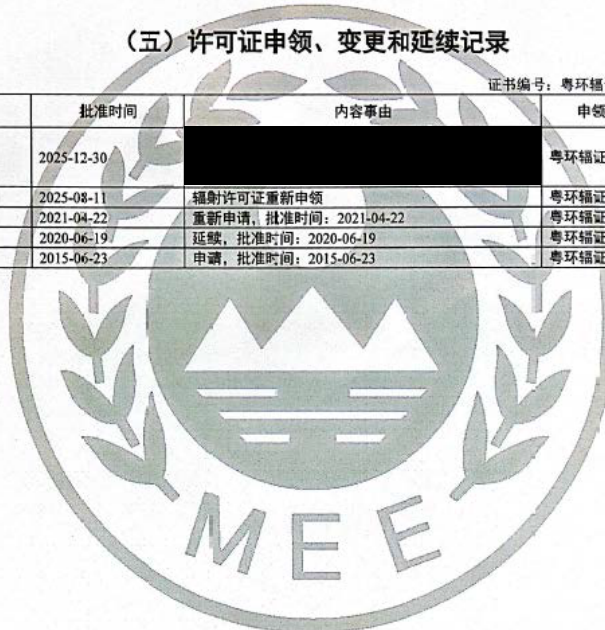 （五）许可证申领、变更和延续记录
证书编号：粤环辐
批准时间 内容事由 申领
2025-12-30 粤环辐证
2025-08-11 辐射许可证重新申领 粤环辐证
2021-04-22 重新申请，批准时间：2021-04-22 粤环辐证
2020-06-19 延续，批准时间：2020-06-19 粤环辐证
2015-06-23 申请，批准时间：2015-06-23 粤环辐证
MEE